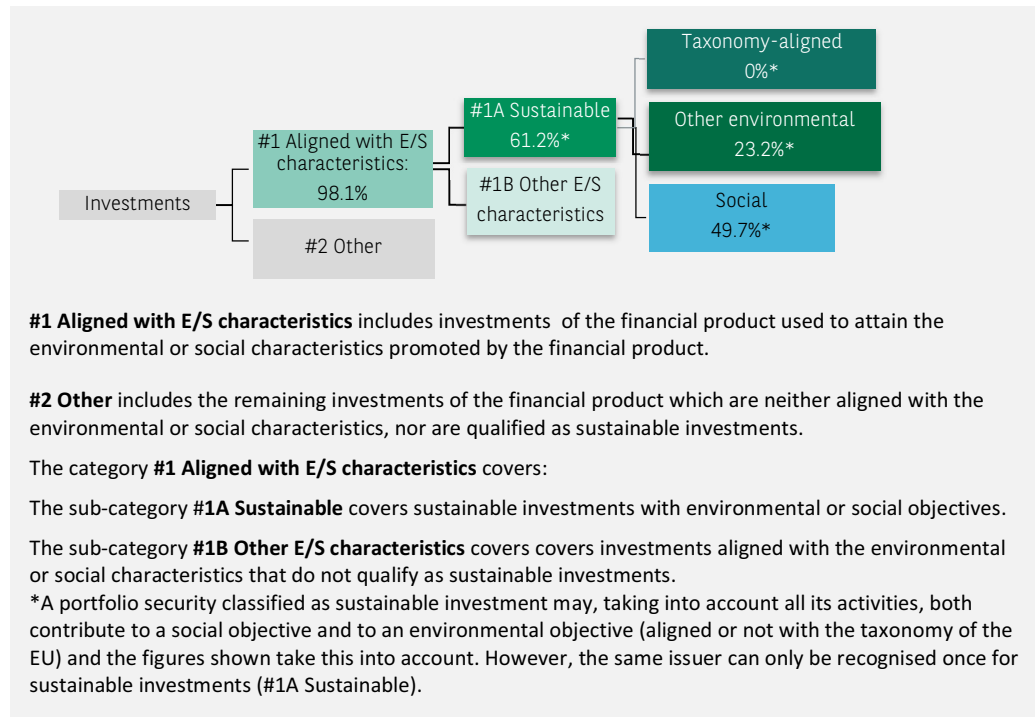 Taxonomy-aligned
0%*
#1A Sustainable
61.2%*
Other environmental
23.2%*
#1 Aligned with E/S
characteristics:
98.1%
#1B Other E/S
characteristics
Investments
Social
49.7%*
#2 Other
#1 Aligned with E/S characteristics includes investments of the financial product used to attain the
environmental or social characteristics promoted by the financial product.
#2 Other includes the remaining investments of the financial product which are neither aligned with the
environmental or social characteristics, nor are qualified as sustainable investments.
The category #1 Aligned with E/S characteristics covers:
The sub-category #1A Sustainable covers sustainable investments with environmental or social objectives.
The sub-category #1B Other E/S characteristics covers covers investments aligned with the environmental
or social characteristics that do not qualify as sustainable investments.
*A portfolio security classified as sustainable investment may, taking into account all its activities, both
contribute to a social objective and to an environmental objective (aligned or not with the taxonomy of the
EU) and the figures shown take this into account. However, the same issuer can only be recognised once for
sustainable investments (#1A Sustainable).